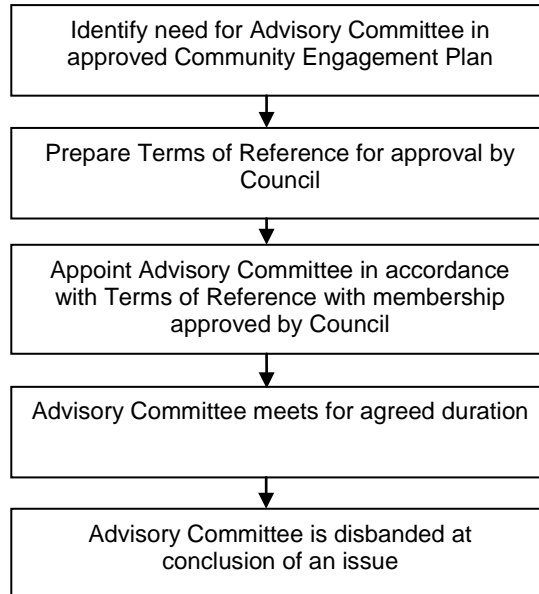 Identify need for Advisory Committee in
approved Community Engagement Plan
Prepare Terms of Reference for approval by
Council
Appoint Advisory Committee in accordance
with Terms of Reference with membership
approved by Council
Advisory Committee meets for agreed duration
Advisory Committee is disbanded at
conclusion of an issue